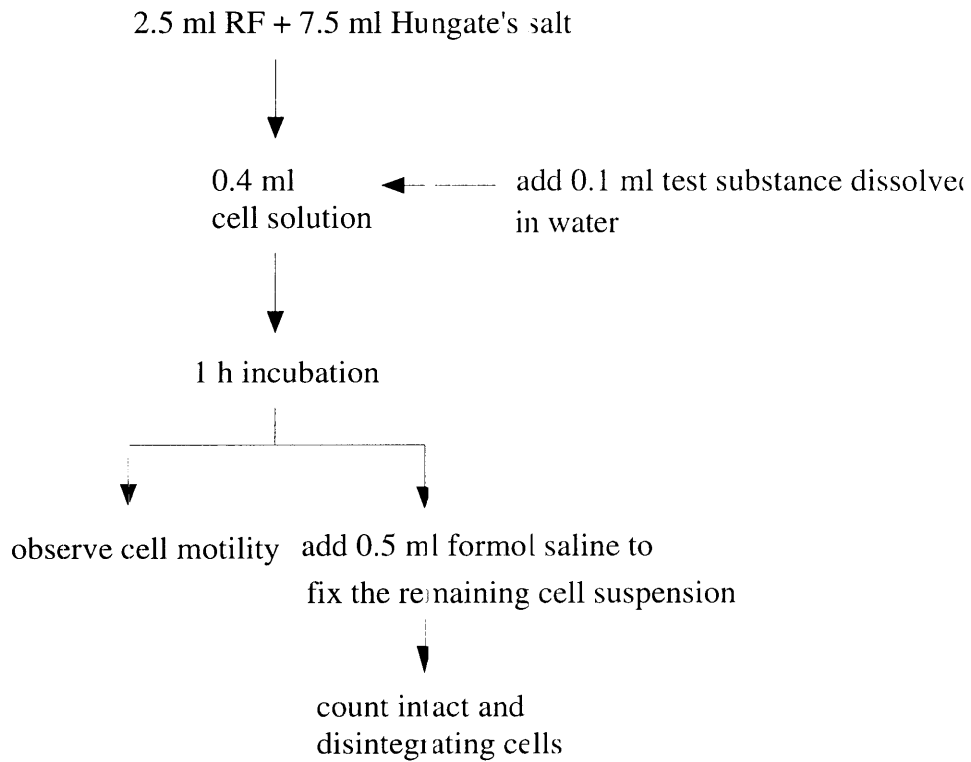 2.5 ml RF + 7.5 ml Hungate's salt
0.4 ml
cell solution
add 0.1 ml test substance dissolved
in water
1 h incubation
observe cell motility
add 0.5 ml formol saline to
fix the remaining cell suspension
count intact and
disintegrating cells